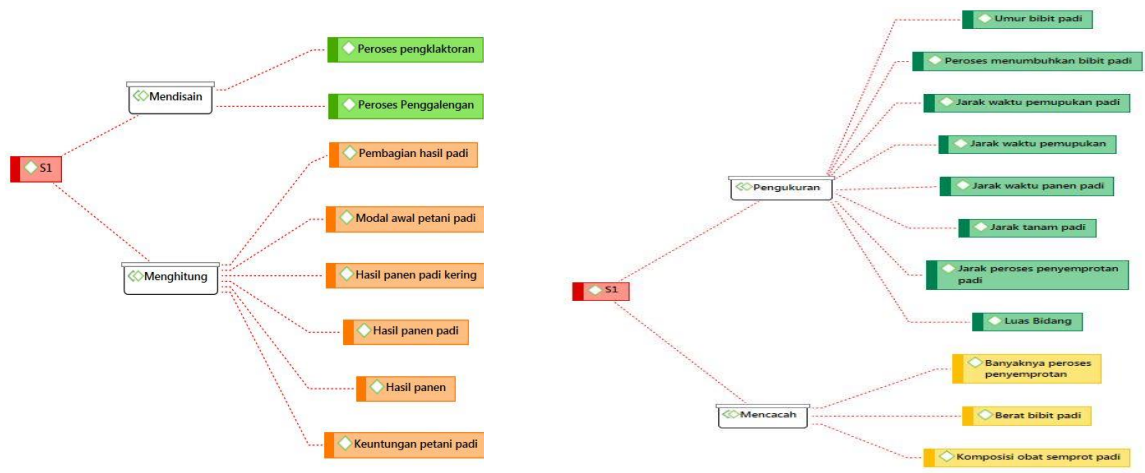 Peroses pengklaktoran
Mendisain
Peroses Penggalengan
Pembagian hasil padi
S1
Modal awal petani padi
Menghitung
Hasil panen padi kering
Hasil panen padi
Hasil panen
Keuntungan petani padi
Umur bibit padi
Peroses menumbuhkan bibit padi
Jarak waktu pemupukan padi
Jarak waktu pemupukan
Pengukuran
Jarak waktu panen padi
Jarak tanam padi
Jarak peroses penyemprotan
padi
S1
Luas Bidang
Banyaknya peroses
penyemprotan
Mencacah
Berat bibit padi
Komposisi obat semprot padi